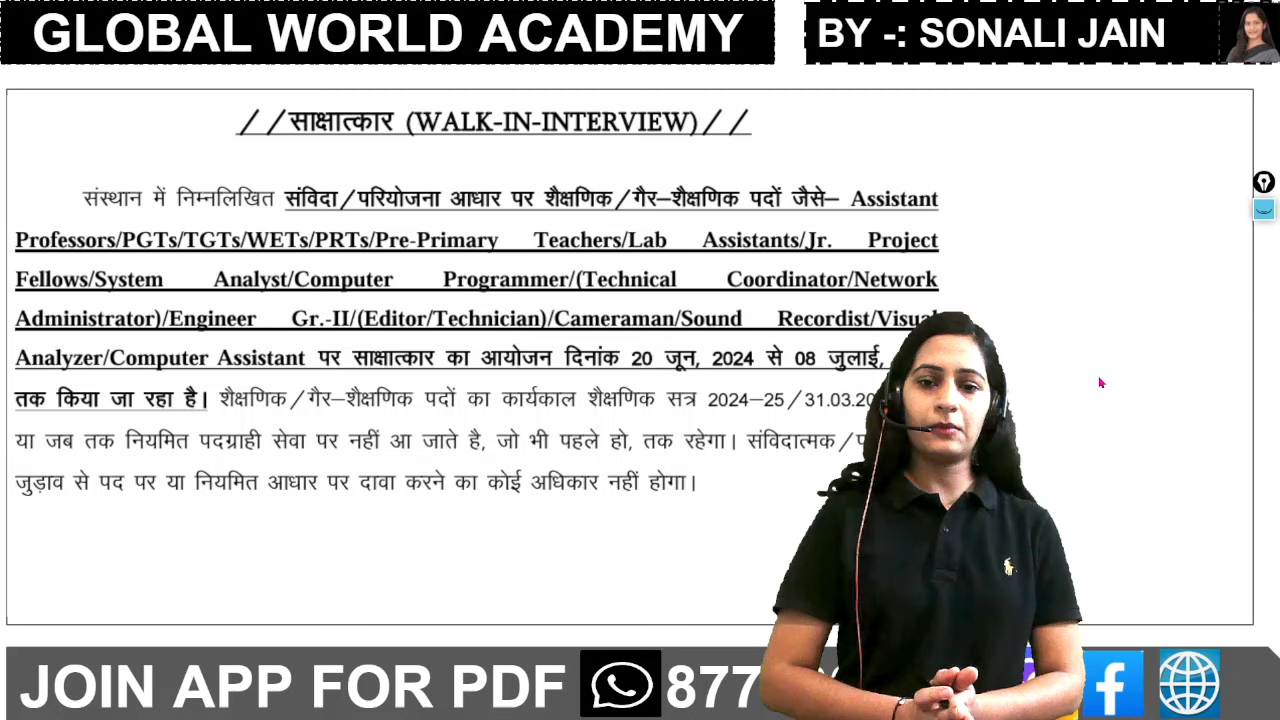 GLOBAL WORLD ACADEMY
BY -: SONALI JAIN
//साक्षात्कार (WALK-IN-INTERVIEW)//
संस्थान में निम्नलिखित संविदा/परियोजना आधार पर शैक्षणिक/गैर–शैक्षणिक पदों जैसे– Assistant
Professors/PGTs/TGTs/WETs/PRTs/Pre-Primary Teachers/Lab Assistants/Jr. Project
Fellows/System Analyst/Computer Programmer/(Technical Coordinator/Network
Administrator)/Engineer Gr.-II/(Editor/Technician)/Cameraman/Sound Recordist/Visual
Analyzer/Computer Assistant पर साक्षात्कार का आयोजन दिनांक 20 जून, 2024 से 08 जुलाई,
तक किया जा रहा है। शैक्षणिक/गैर–शैक्षणिक पदों का कार्यकाल शैक्षणिक सत्र 2024–25/31.03.20
या जब तक नियमित पदग्राही सेवा पर नहीं आ जाते है, जो भी पहले हो, तक रहेगा। संविदात्मक/
जुड़ाव से पद पर या नियमित आधार पर दावा करने का कोई अधिकार नहीं होगा।
JOIN APP FOR PDF 877